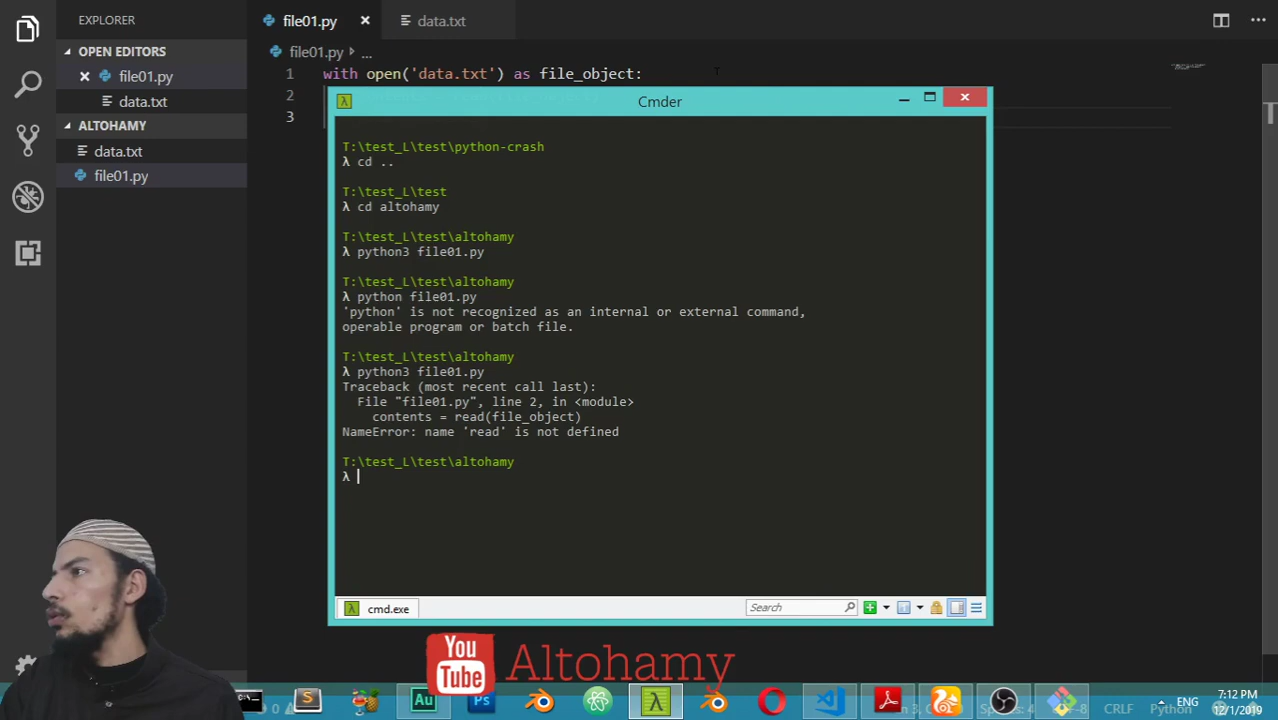 EXPLORER
file01.py
data.txt
OPEN EDITORS
file01.py
data.txt
ALTOHAMY
data.txt
file01.py
file01.py ...
1 with open('data.txt') as file_object:
2
3
Cmder
T:\test_L\test\python-crash
λ cd ..
T:\test_L\test
λ cd altohamy
T:\test_L\test\altohamy
λ python3 file01.py
T:\test_L\test\altohamy
λ python file01.py
'python' is not recognized as an internal or external command,
operable program or batch file.
T:\test_L\test\altohamy
λ python3 file01.py
Traceback (most recent call last):
File "file01.py", line 2, in <module>
contents = read(file_object)
NameError: name 'read' is not defined
T:\test_L\test\altohamy
λ
cmd.exe
Search
You
Tube
Altohamy
Au
Ps
λ
ENG
7:12 PM
12/1/2019
CRLF
Python